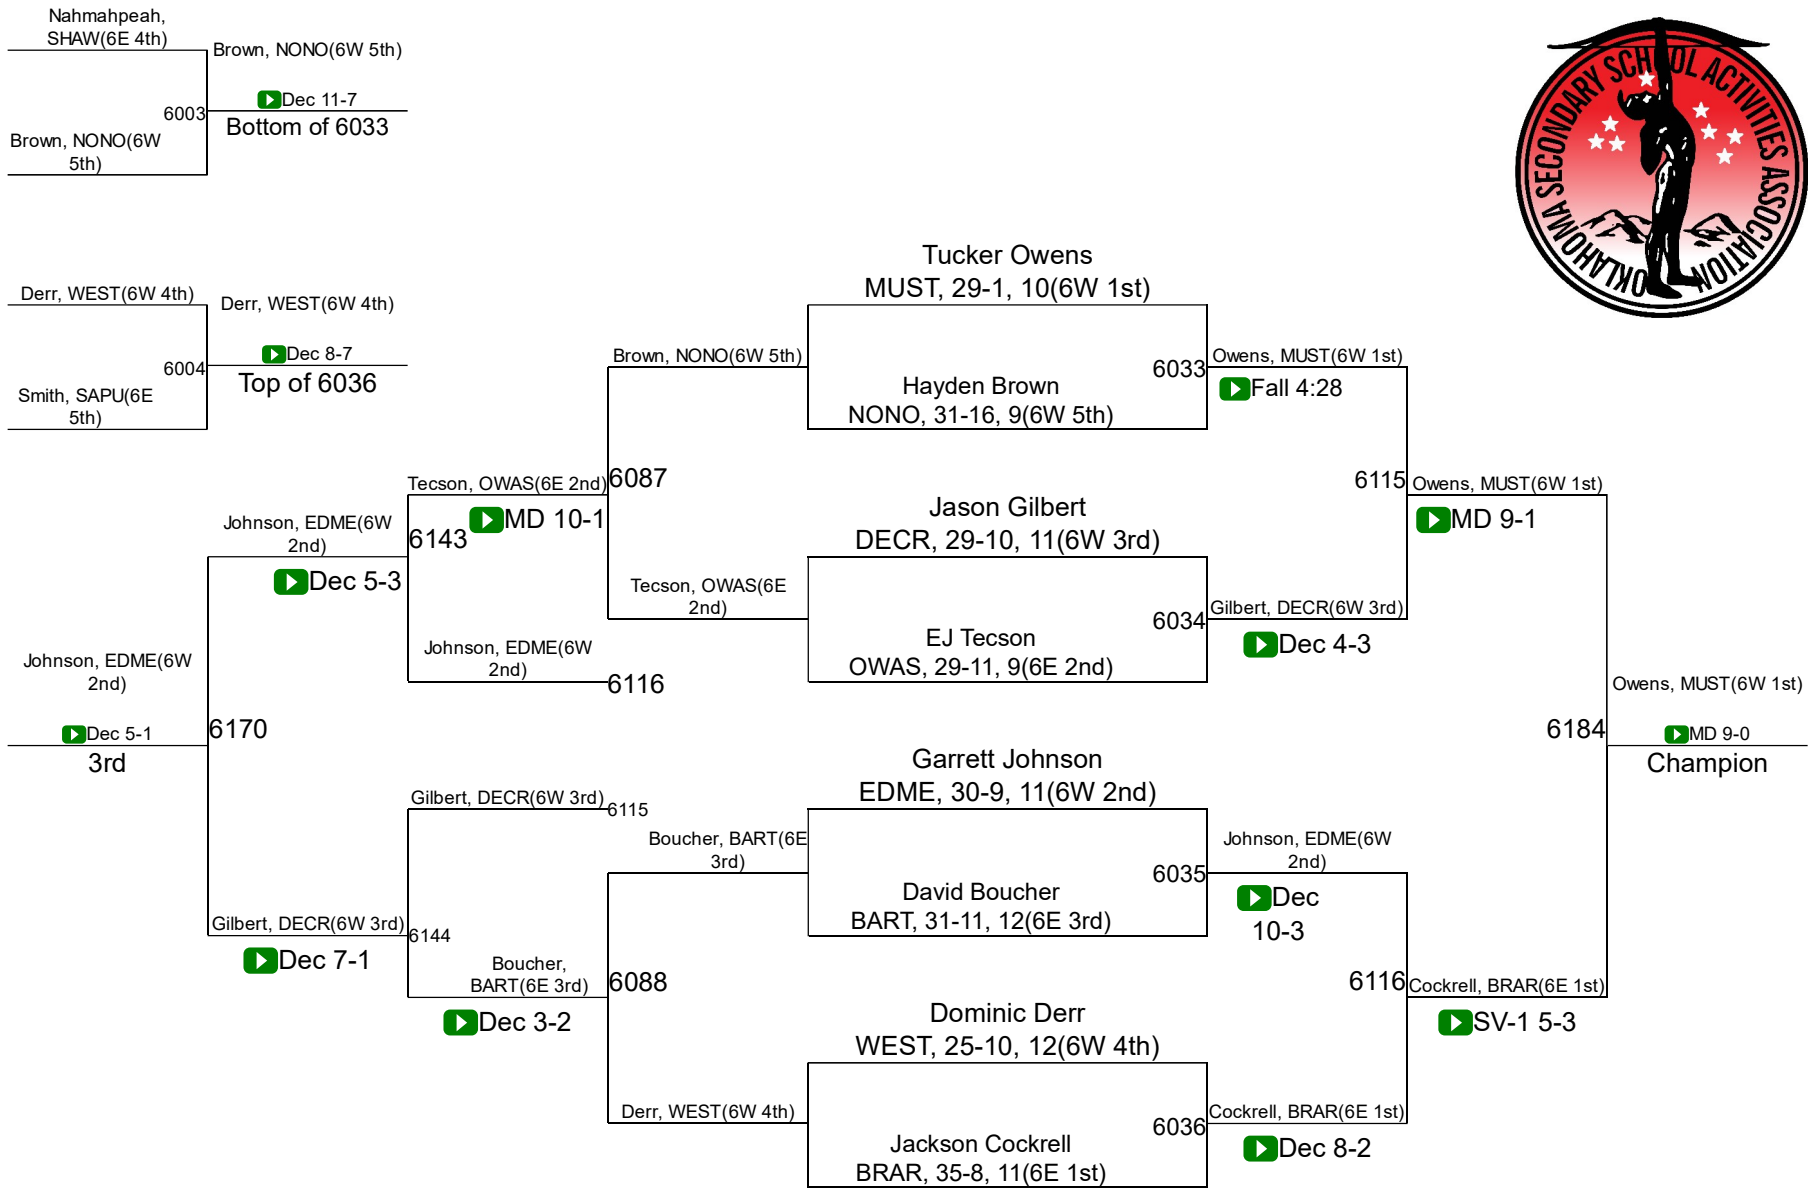 Nahmahpeah,
SHAW(6E 4th)
Brown, NONO(6W 5th)
Dec 11-7
6003
Bottom of 6033
Brown, NONO(6W
5th)
OKLAHOMA SECONDARY SCHOOL ACTIVITIES ASSOCIATION
Derr, WEST(6W 4th)
Derr, WEST(6W 4th)
Dec 8-7
6004
Top of 6036
Smith, SAPU(6E
5th)
Tucker Owens
MUST, 29-1, 10(6W 1st)
Brown, NONO(6W 5th)
6033
Owens, MUST(6W 1st)
Fall 4:28
Hayden Brown
NONO, 31-16, 9(6W 5th)
Tecson, OWAS(6E 2nd)
6087
MD 10-1
6115
Owens, MUST(6W 1st)
MD 9-1
Jason Gilbert
DECR, 29-10, 11(6W 3rd)
Johnson, EDME(6W
2nd)
6143
Dec 5-3
Tecson, OWAS(6E
2nd)
6034
Gilbert, DECR(6W 3rd)
Dec 4-3
EJ Tecson
OWAS, 29-11, 9(6E 2nd)
Johnson, EDME(6W
2nd)
6116
Johnson, EDME(6W
2nd)
Dec 5-1
3rd
6170
Owens, MUST(6W 1st)
6184
MD 9-0
Champion
Garrett Johnson
EDME, 30-9, 11(6W 2nd)
Gilbert, DECR(6W 3rd)
6115
Boucher, BART(6E
3rd)
6035
Johnson, EDME(6W
2nd)
Dec
10-3
David Boucher
BART, 31-11, 12(6E 3rd)
Gilbert, DECR(6W 3rd)
6144
Dec 7-1
Boucher,
BART(6E 3rd)
6088
Dec 3-2
6116
Cockrell, BRAR(6E 1st)
SV-1 5-3
Dominic Derr
WEST, 25-10, 12(6W 4th)
Derr, WEST(6W 4th)
6036
Cockrell, BRAR(6E 1st)
Dec 8-2
Jackson Cockrell
BRAR, 35-8, 11(6E 1st)